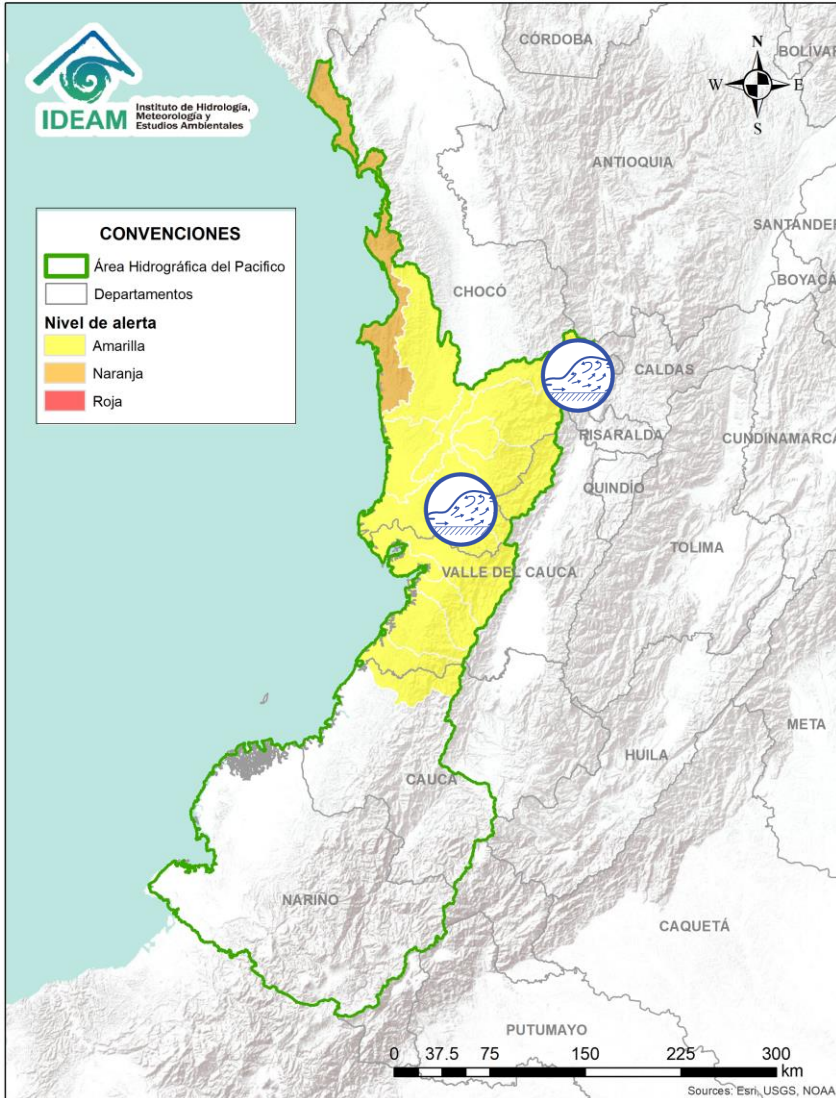 IDEAM
Instituto de Hidrología,
Meteorología y
Estudios Ambientales
CÓRDOBA
BOLÍVAR
N
W
E
S
ANTIOQUIA
SANTANDER
BOYACÁ
CONVENCIONES
Área Hidrográfica del Pacifico
Departamentos
Nivel de alerta
Amarilla
Naranja
Roja
CHOCÓ
CALDAS
RISARALDA
CUNDINAMARCA
QUINDÍO
TOLIMA
VALLE DEL CAUCA
META
HUILA
CAUCA
NARIÑO
CAQUETÁ
PUTUMAYO
0 37.5 75 150 225 300
km
Sources: Esri, USGS, NOAA